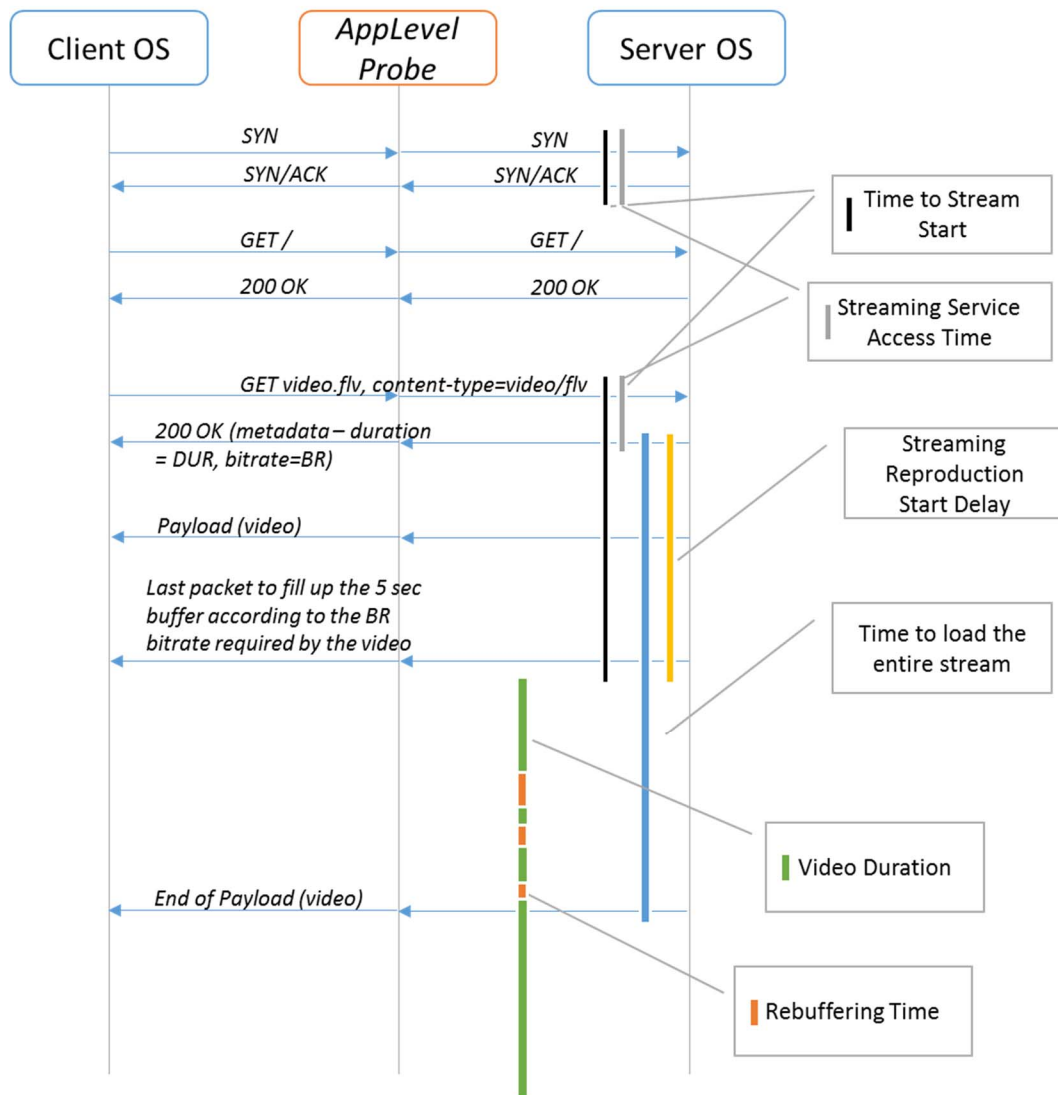 Client OS
AppLevel
Probe
Server OS
SYN
SYN
SYN/ACK
SYN/ACK
Time to Stream
Start
GET /
GET /
200 OK
200 OK
Streaming Service
Access Time
GET video.flv, content-type=video/flv
200 OK (metadata – duration
= DUR, bitrate=BR)
Streaming
Reproduction
Start Delay
Payload (video)
Last packet to fill up the 5 sec
buffer according to the BR
bitrate required by the video
Time to load the
entire stream
Video Duration
End of Payload (video)
Rebuffering Time